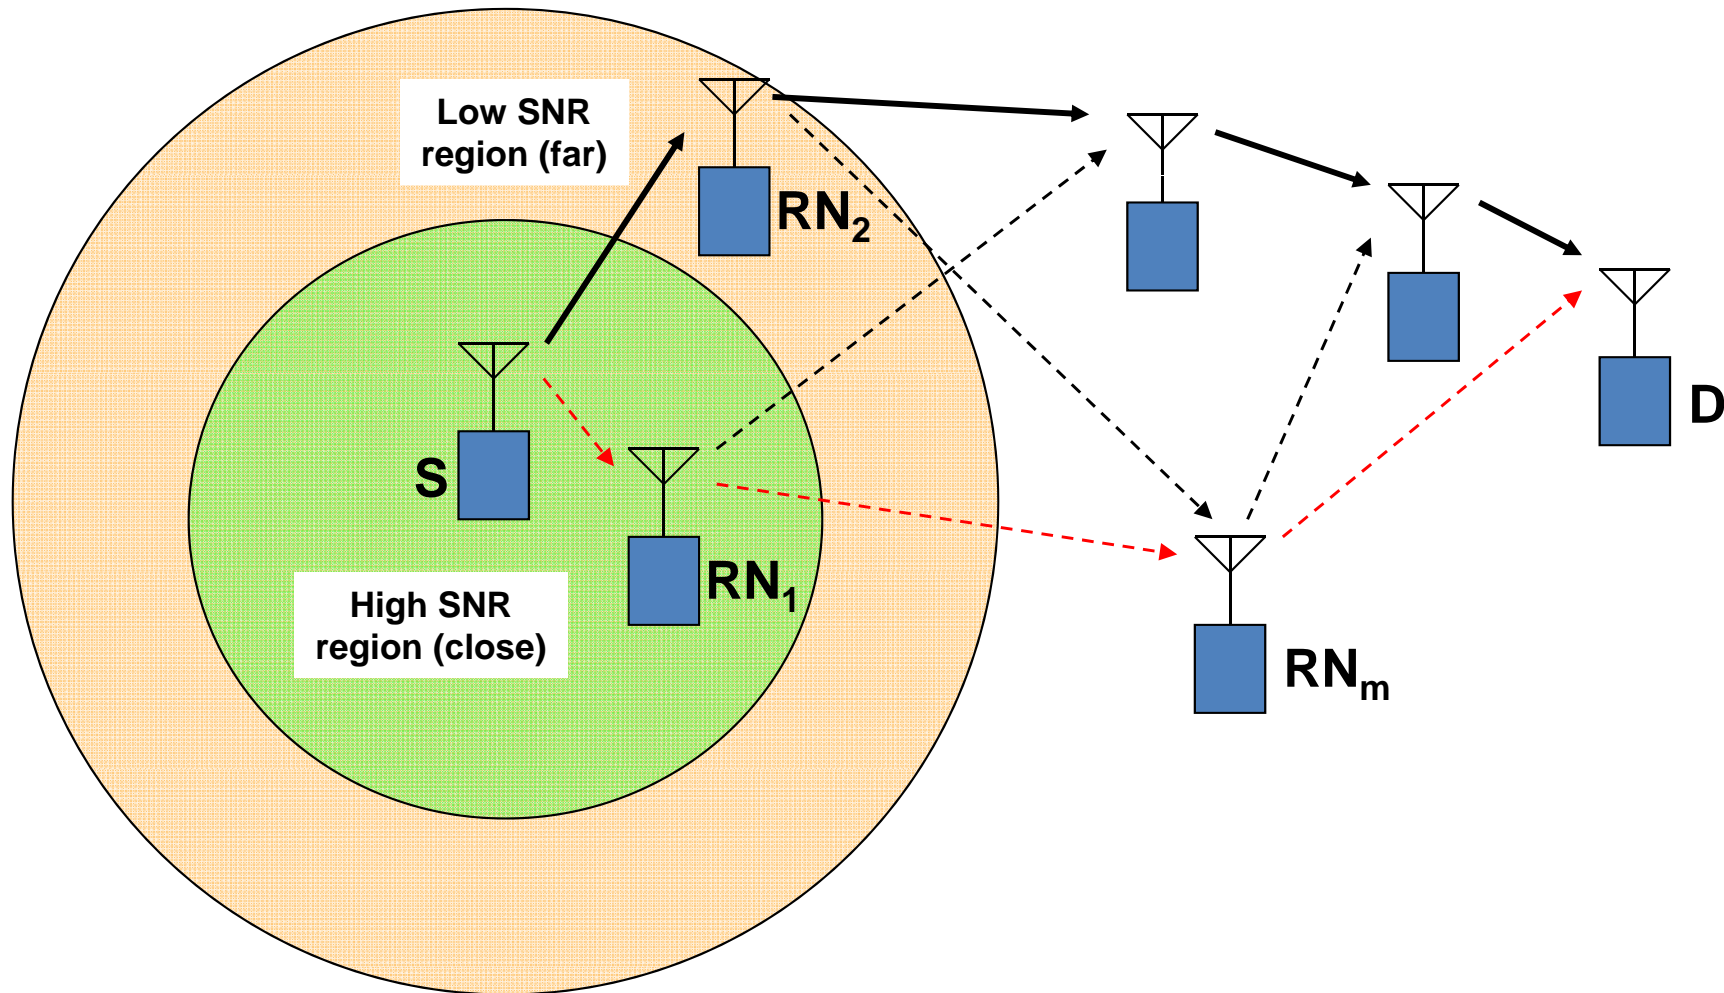 Low SNR
region (far)
RN₂
S
D
High SNR
region (close)
RN₁
RNₘ